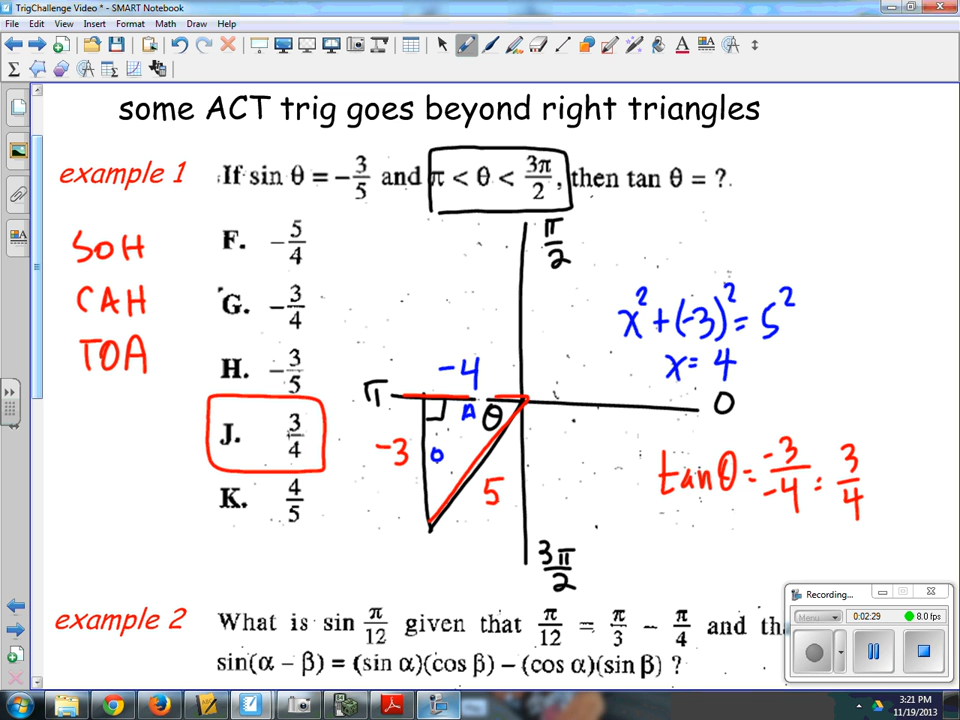 TrigChallenge Video * - SMART Notebook
File Edit View Insert Format Math Draw Help
some ACT trig goes beyond right triangles
example 1 If sin θ = -3/5 and π < θ < 3π/2, then tan θ = ?
SOH
CAH
TOA
F. -5/4
G. -3/4
H. -3/5
J. 3/4
K. 4/5
π/2
x² + (-3)² = 5²
x = 4
-4
π
A
θ
0
-3
O
5
tanθ = -3/-4 = 3/4
3π/2
example 2 What is sin π/12 given that π/12 = π/3 - π/4 and
sin(α - β) = (sin α)(cos β) - (cos α)(sin β) ?
Recording...
Menu
0:02:29
8.0 fps
3:21 PM
11/19/2013